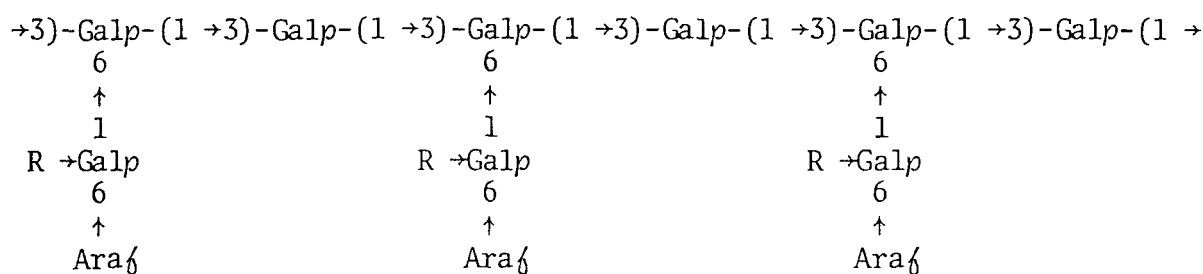 →3)-Galp-(1 →3)-Galp-(1 →3)-Galp-(1 →3)-Galp-(1 →3)-Galp-(1 →3)-Galp-(1 →
6 6 6
↑ ↑ ↑
1 1 1
R →Galp R →Galp R →Galp
6 6 6
↑ ↑ ↑
Araf Araf Araf